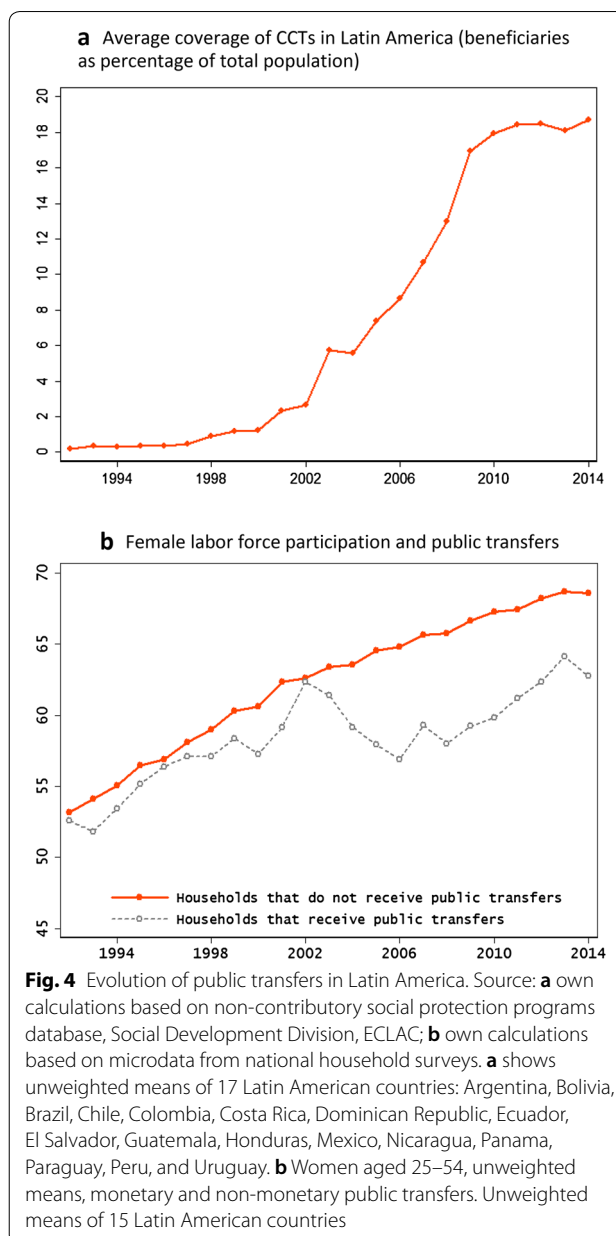 a Average coverage of CCTs in Latin America (beneficiaries
as percentage of total population)
20
18
16
14
12
10
8
6
4
2
0
1994 1998 2002 2006 2010 2014
b Female labor force participation and public transfers
70
65
60
55
50
45
Households that do not receive public transfers
Households that receive public transfers
1994 1998 2002 2006 2010 2014
Fig. 4 Evolution of public transfers in Latin America. Source: a own
calculations based on non-contributory social protection programs
database, Social Development Division, ECLAC; b own calculations
based on microdata from national household surveys. a shows
unweighted means of 17 Latin American countries: Argentina, Bolivia,
Brazil, Chile, Colombia, Costa Rica, Dominican Republic, Ecuador,
El Salvador, Guatemala, Honduras, Mexico, Nicaragua, Panama,
Paraguay, Peru, and Uruguay. b Women aged 25–54, unweighted
means, monetary and non-monetary public transfers. Unweighted
means of 15 Latin American countries